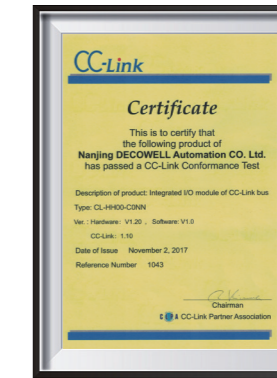 CC-Link
Certificate
This is to certify that
the following product of
Nanjing DECOWELL Automation CO. Ltd.
has passed a CC-Link Conformance Test
Description of product: Integrated I/O module of CC-Link bus
Type: CL-HH00-C0NN
Ver. : Hardware: V1.20 , Software: V1.0
CC-Link: 1.10
Date of Issue November 2, 2017
Reference Number 1043
Chairman
CC-Link Partner Association